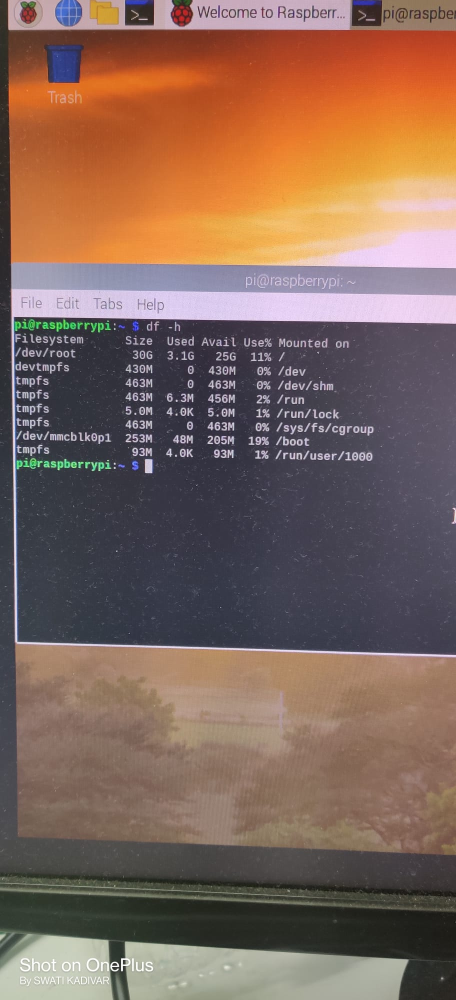 Welcome to Raspberr...
Trash
pi@raspberrypi: ~
File Edit Tabs Help
pi@raspberrypi:~ $ df -h
Filesystem Size Used Avail Use% Mounted on
/dev/root 30G 3.1G 25G 11% /
devtmpfs 430M 0 430M 0% /dev
tmpfs 463M 0 463M 0% /dev/shm
tmpfs 463M 6.3M 456M 2% /run
tmpfs 5.0M 4.0K 5.0M 1% /run/lock
tmpfs 463M 0 463M 0% /sys/fs/cgroup
/dev/mmcblk0p1 253M 48M 205M 19% /boot
tmpfs 93M 4.0K 93M 1% /run/user/1000
pi@raspberrypi:~ $
Shot on OnePlus
By SWATI KADIVAR